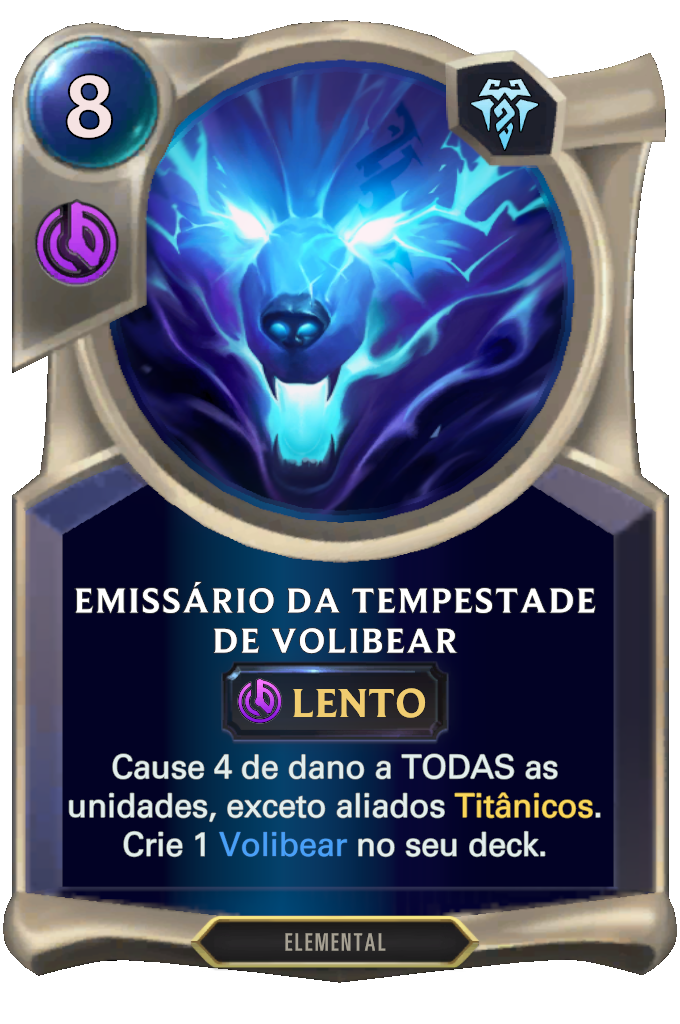 8
EMISSÁRIO DA TEMPESTADE
DE VOLIBEAR
LENTO
Cause 4 de dano a TODAS as
unidades, exceto aliados Titânicos.
Crie 1 Volibear no seu deck.
ELEMENTAL